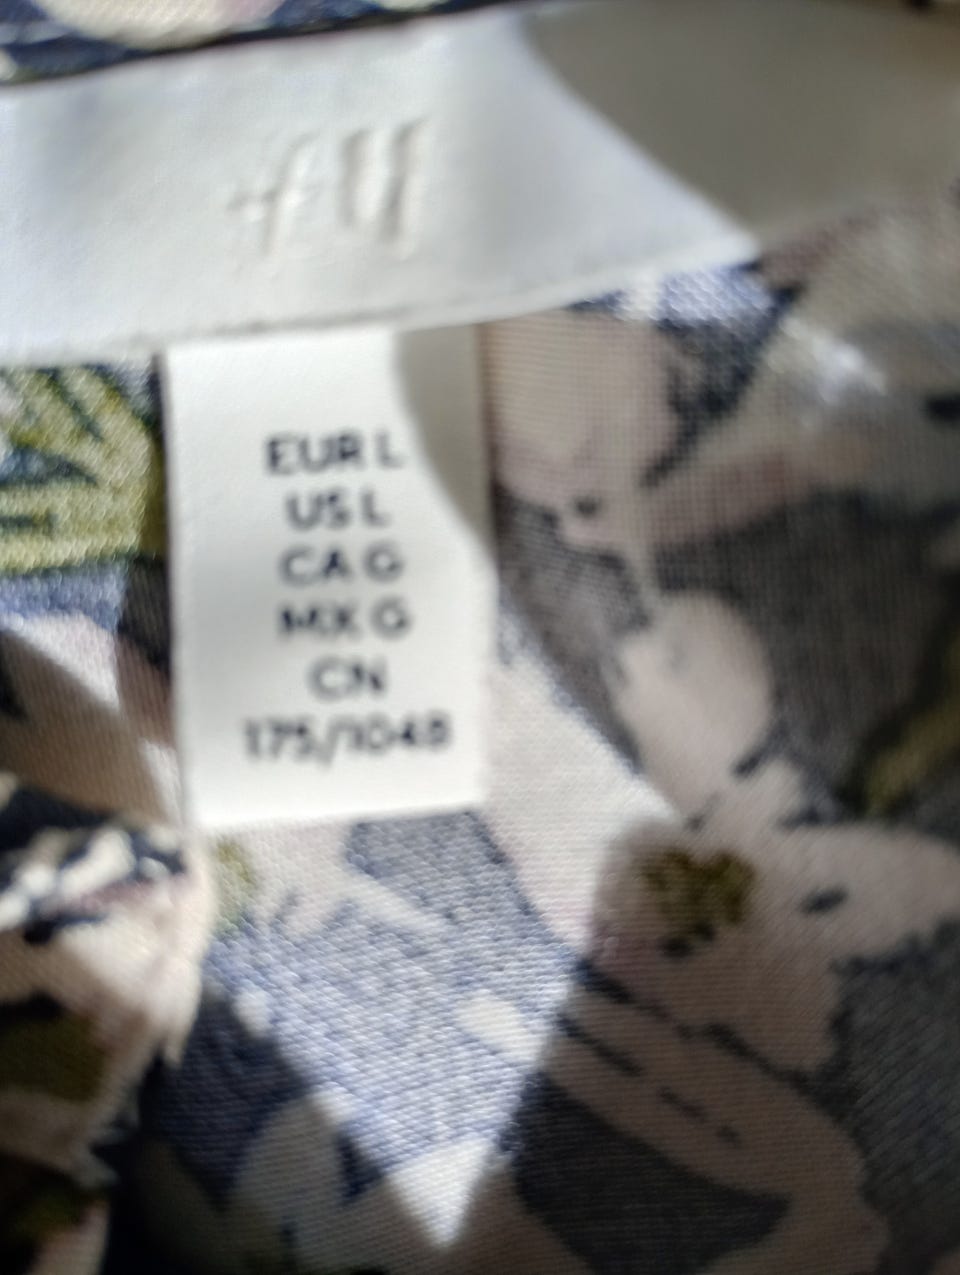 EUR L
US L
CA G
MX G
CN
175/104B